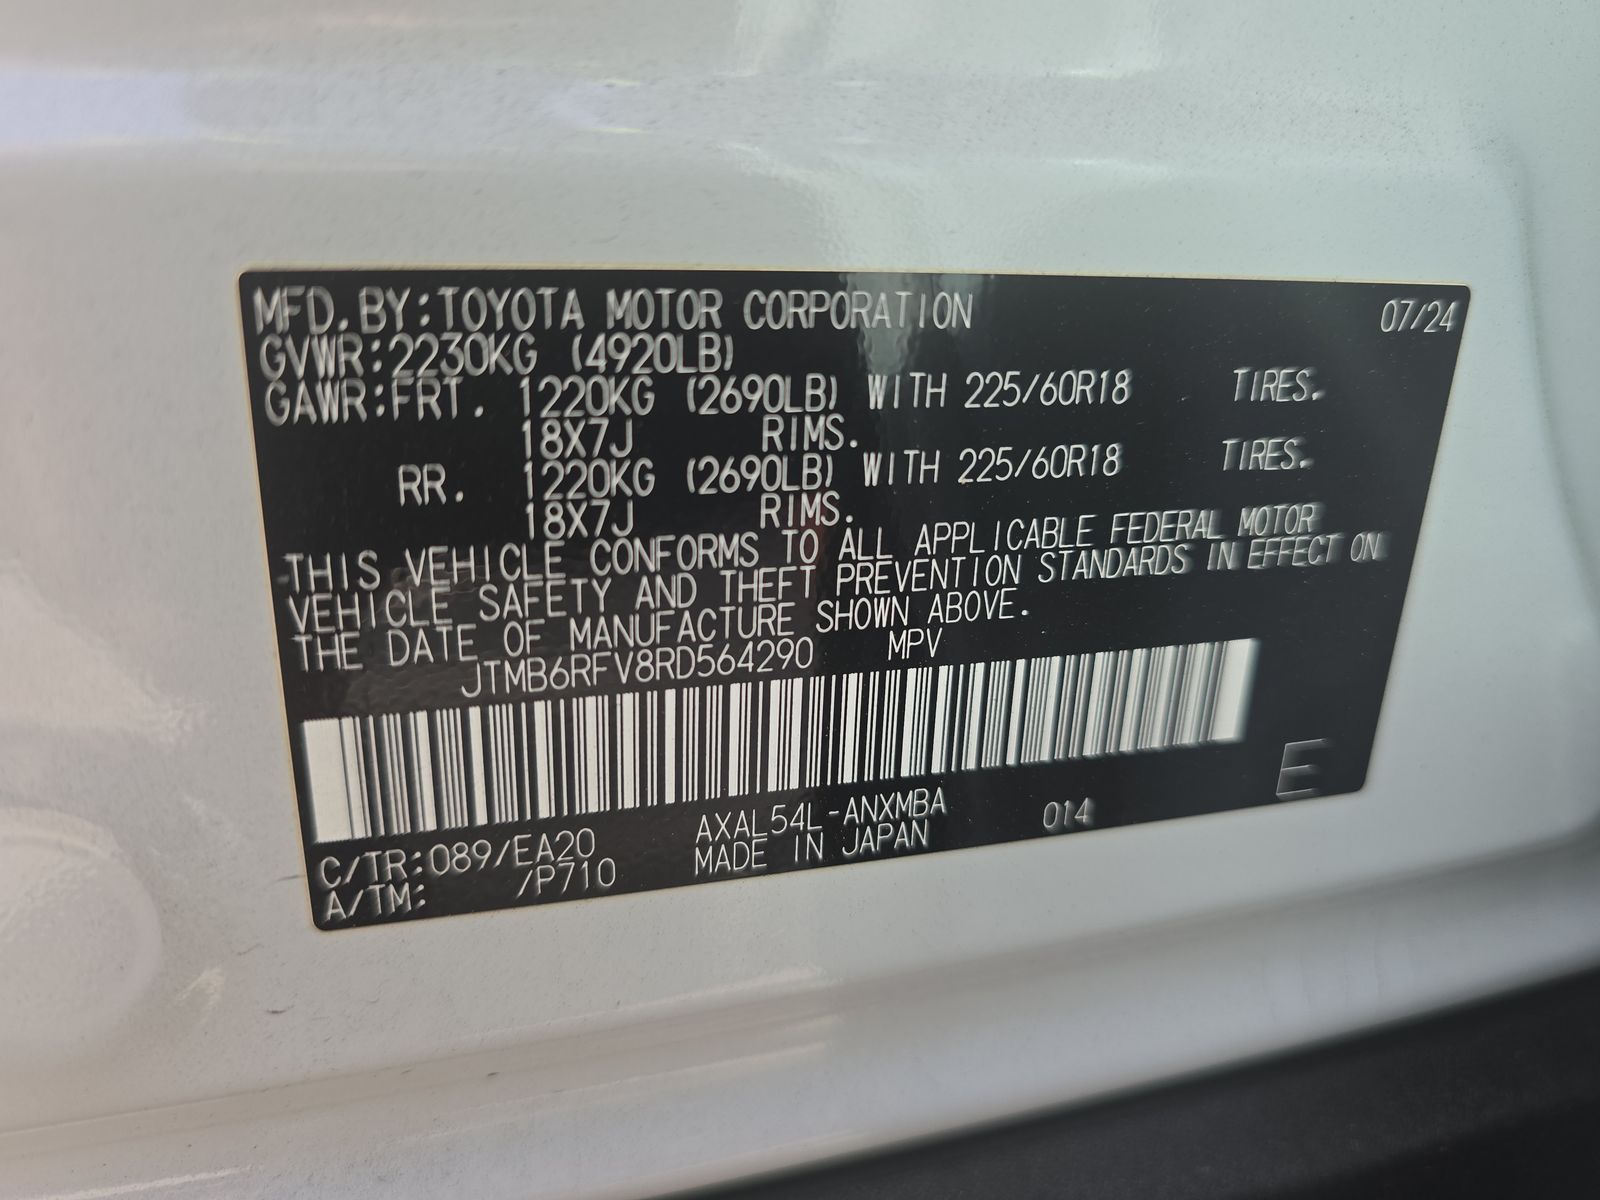 MFD. BY: TOYOTA MOTOR CORPORATION 07/24
GVWR: 2230KG (4920LB)
GAWR: FRT. 1220KG (2690LB) WITH 225/60R18 TIRES.
18X7J RIMS.
RR. 1220KG (2690LB) WITH 225/60R18 TIRES.
18X7J RIMS.
THIS VEHICLE CONFORMS TO ALL APPLICABLE FEDERAL MOTOR
VEHICLE SAFETY AND THEFT PREVENTION STANDARDS IN EFFECT ON
THE DATE OF MANUFACTURE SHOWN ABOVE.
JTMB6RFV8RD564290 MPV
C/TR: 089/EA20 AXAL54L-ANXMBA 014 E
A/TM: /P710 MADE IN JAPAN